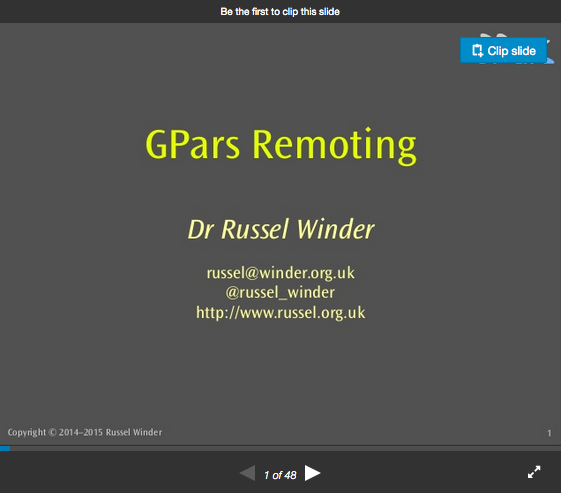 Be the first to clip this slide
Clip slide
GPars Remoting
Dr Russel Winder
russel@winder.org.uk
@russel_winder
http://www.russel.org.uk
Copyright © 2014–2015 Russel Winder
1
1 of 48